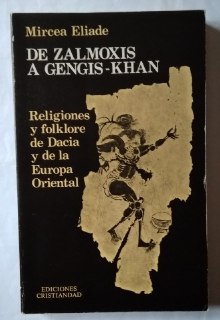 Mircea Eliade
DE ZALMOXIS
A GENGIS-KHAN
Religiones
y folklore
de Dacia
y de la
Europa
Oriental
EDICIONES
CRISTIANDAD